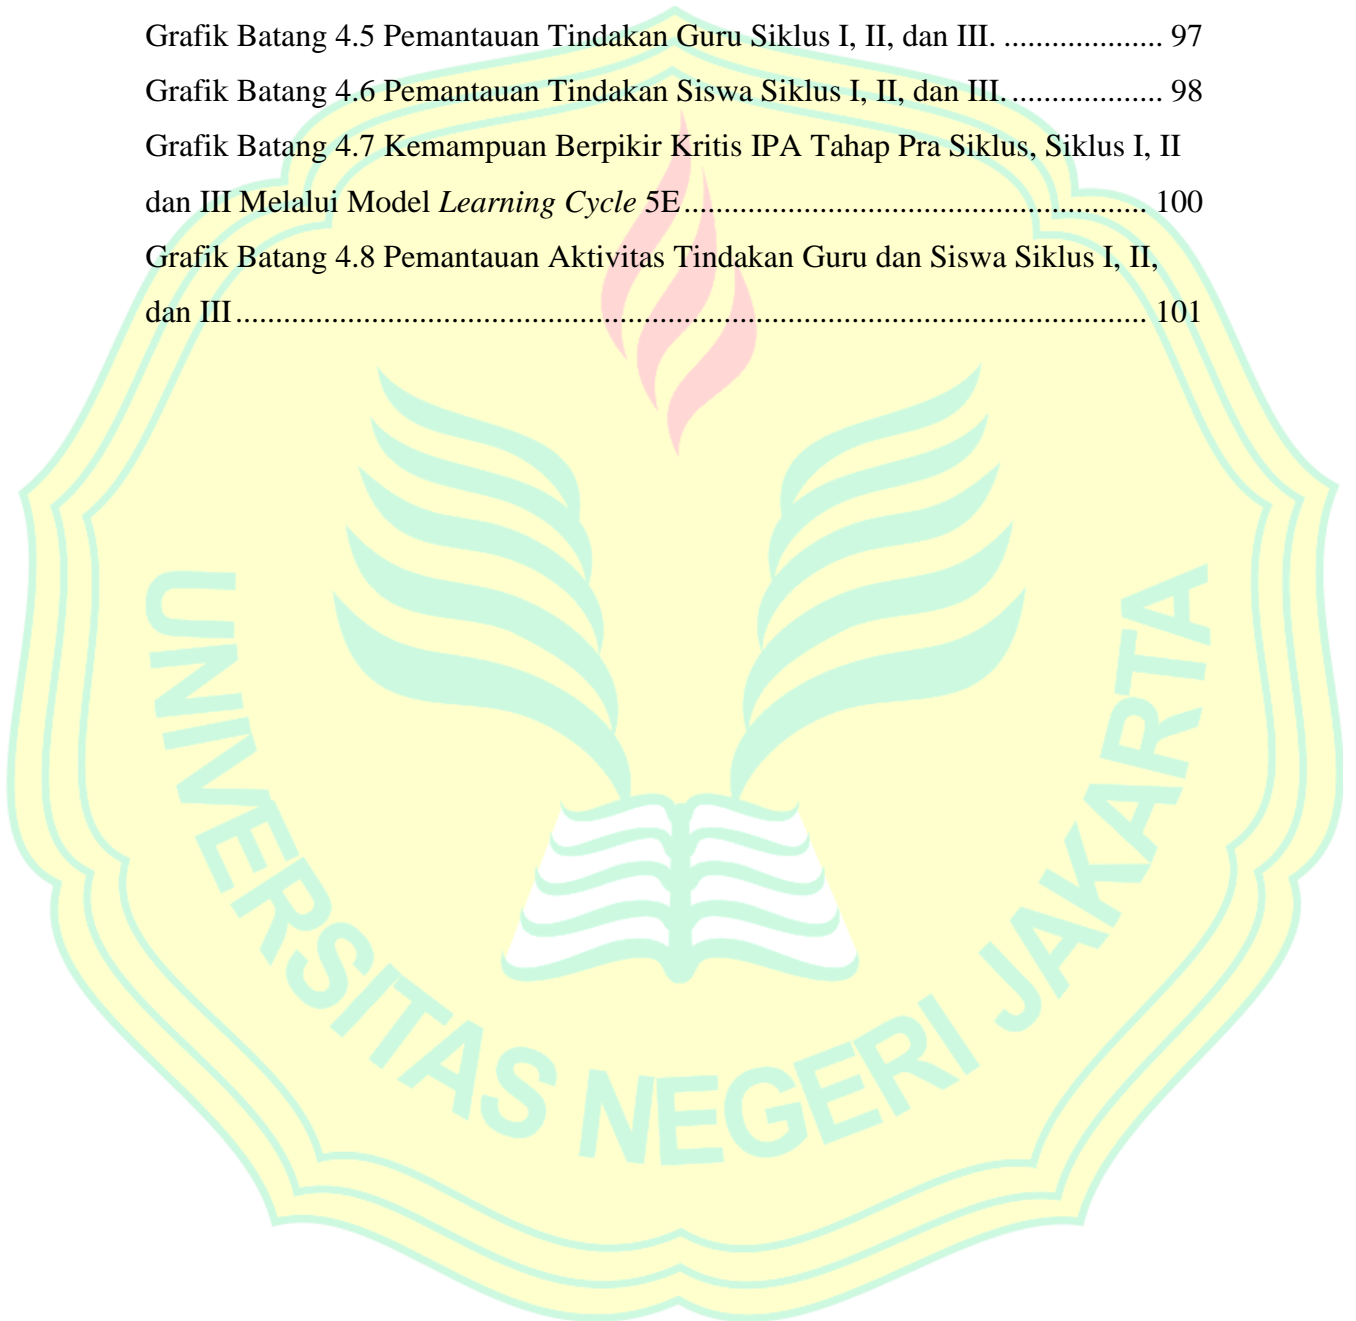 Grafik Batang 4.5 Pemantauan Tindakan Guru Siklus I, II, dan III. .................... 97
Grafik Batang 4.6 Pemantauan Tindakan Siswa Siklus I, II, dan III. ................... 98
Grafik Batang 4.7 Kemampuan Berpikir Kritis IPA Tahap Pra Siklus, Siklus I, II
dan III Melalui Model Learning Cycle 5E.......................................................... 100
Grafik Batang 4.8 Pemantauan Aktivitas Tindakan Guru dan Siswa Siklus I, II,
dan III.................................................................................................................. 101
UNIVERSITAS NEGERI JAKARTA